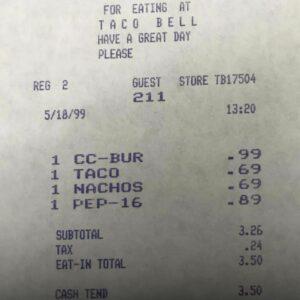 FOR EATING AT
TACO BELL
HAVE A GREAT DAY
PLEASE
REG 2 GUEST STORE TB17504
211
5/18/99 13:20
1 CC-BUR .99
1 TACO .69
1 NACHOS .69
1 PEP-16 .89
SUBTOTAL 3.26
TAX .24
EAT-IN TOTAL 3.50
CASH TEND 3.50